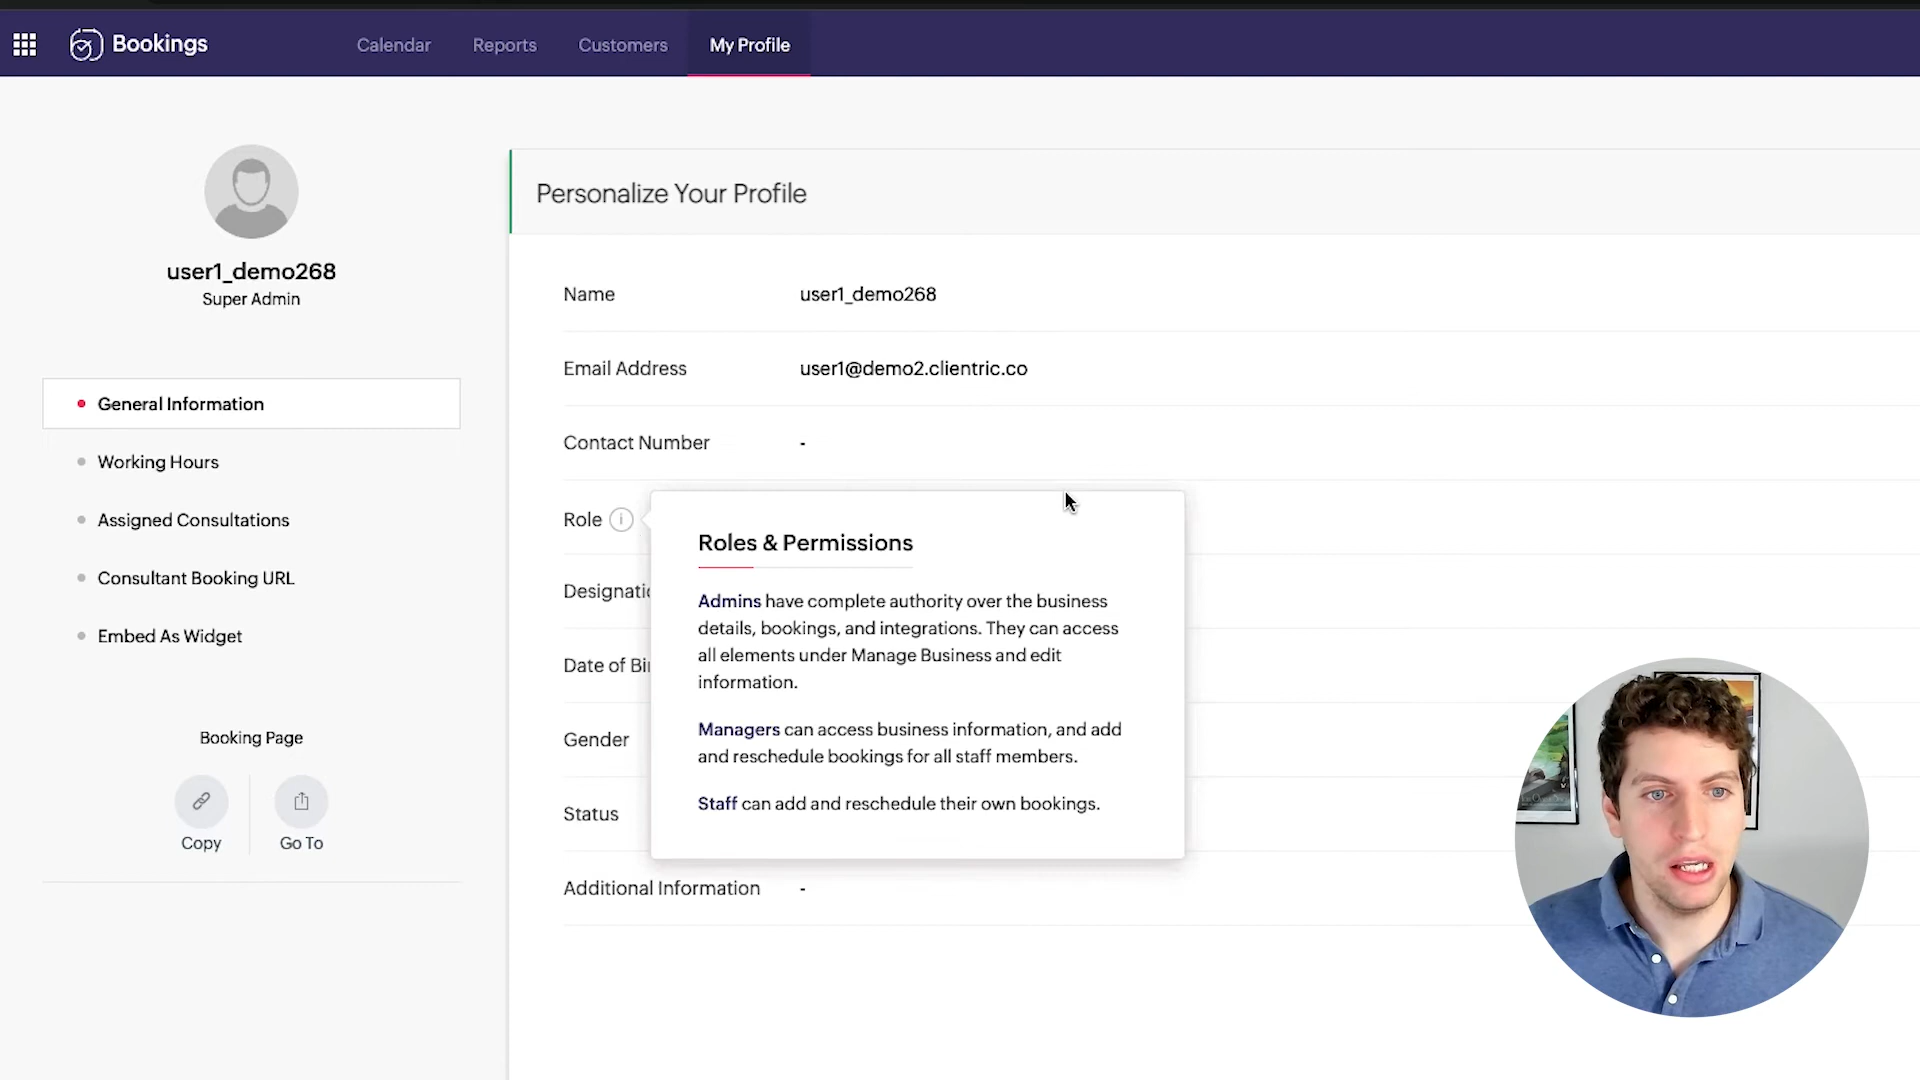 Bookings
Calendar
Reports
Customers
My Profile
user1_demo268
Super Admin
General Information
Working Hours
Assigned Consultations
Consultant Booking URL
Embed As Widget
Booking Page
Copy
Go To
Personalize Your Profile
Name
user1_demo268
Email Address
user1@demo2.clientric.co
Contact Number
-
Role
Designati
Date of Bi
Gender
Status
Additional Information
-
Roles & Permissions
Admins have complete authority over the business
details, bookings, and integrations. They can access
all elements under Manage Business and edit
information.
Managers can access business information, and add
and reschedule bookings for all staff members.
Staff can add and reschedule their own bookings.